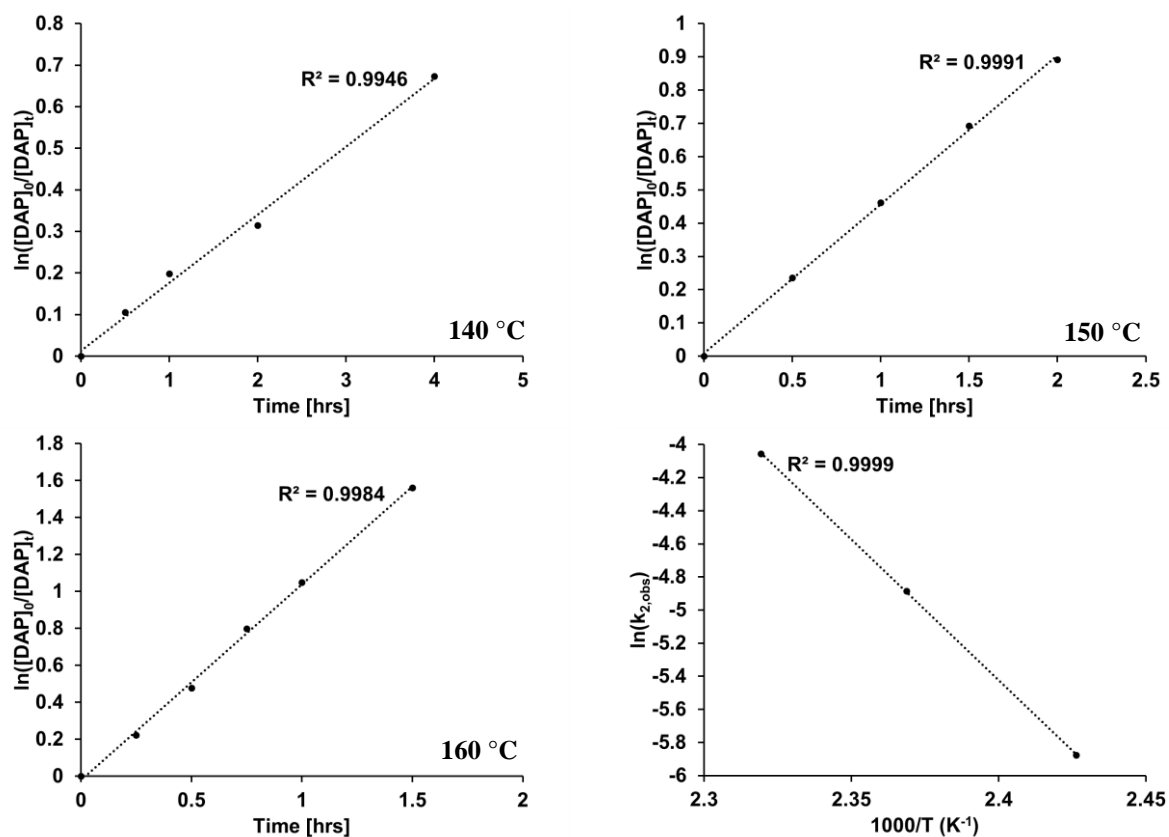 0.8
0.7
0.6
0.5
0.4
0.3
0.2
0.1
0
ln([DAP]₀/[DAP]ₜ)
R² = 0.9946
140 °C
0 1 2 3 4 5
Time [hrs]
1
0.9
0.8
0.7
0.6
0.5
0.4
0.3
0.2
0.1
0
ln([DAP]₀/[DAP]ₜ)
R² = 0.9991
150 °C
0 0.5 1 1.5 2 2.5
Time [hrs]
1.8
1.6
1.4
1.2
1
0.8
0.6
0.4
0.2
0
ln([DAP]₀/[DAP]ₜ)
R² = 0.9984
160 °C
0 0.5 1 1.5 2
Time [hrs]
-4
-4.2
-4.4
-4.6
-4.8
-5
-5.2
-5.4
-5.6
-5.8
-6
ln(k₂,obs)
R² = 0.9999
2.3 2.35 2.4 2.45
1000/T (K⁻¹)